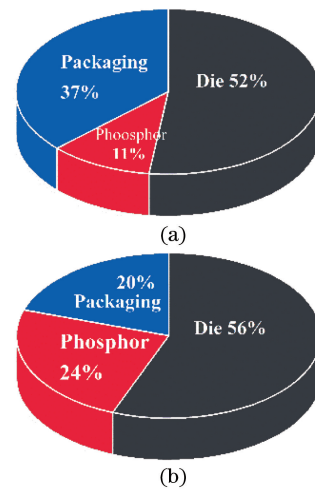 Packaging
37%
Die 52%
Phoosphor
11%
(a)
20%
Packaging
Die 56%
Phosphor
24%
(b)